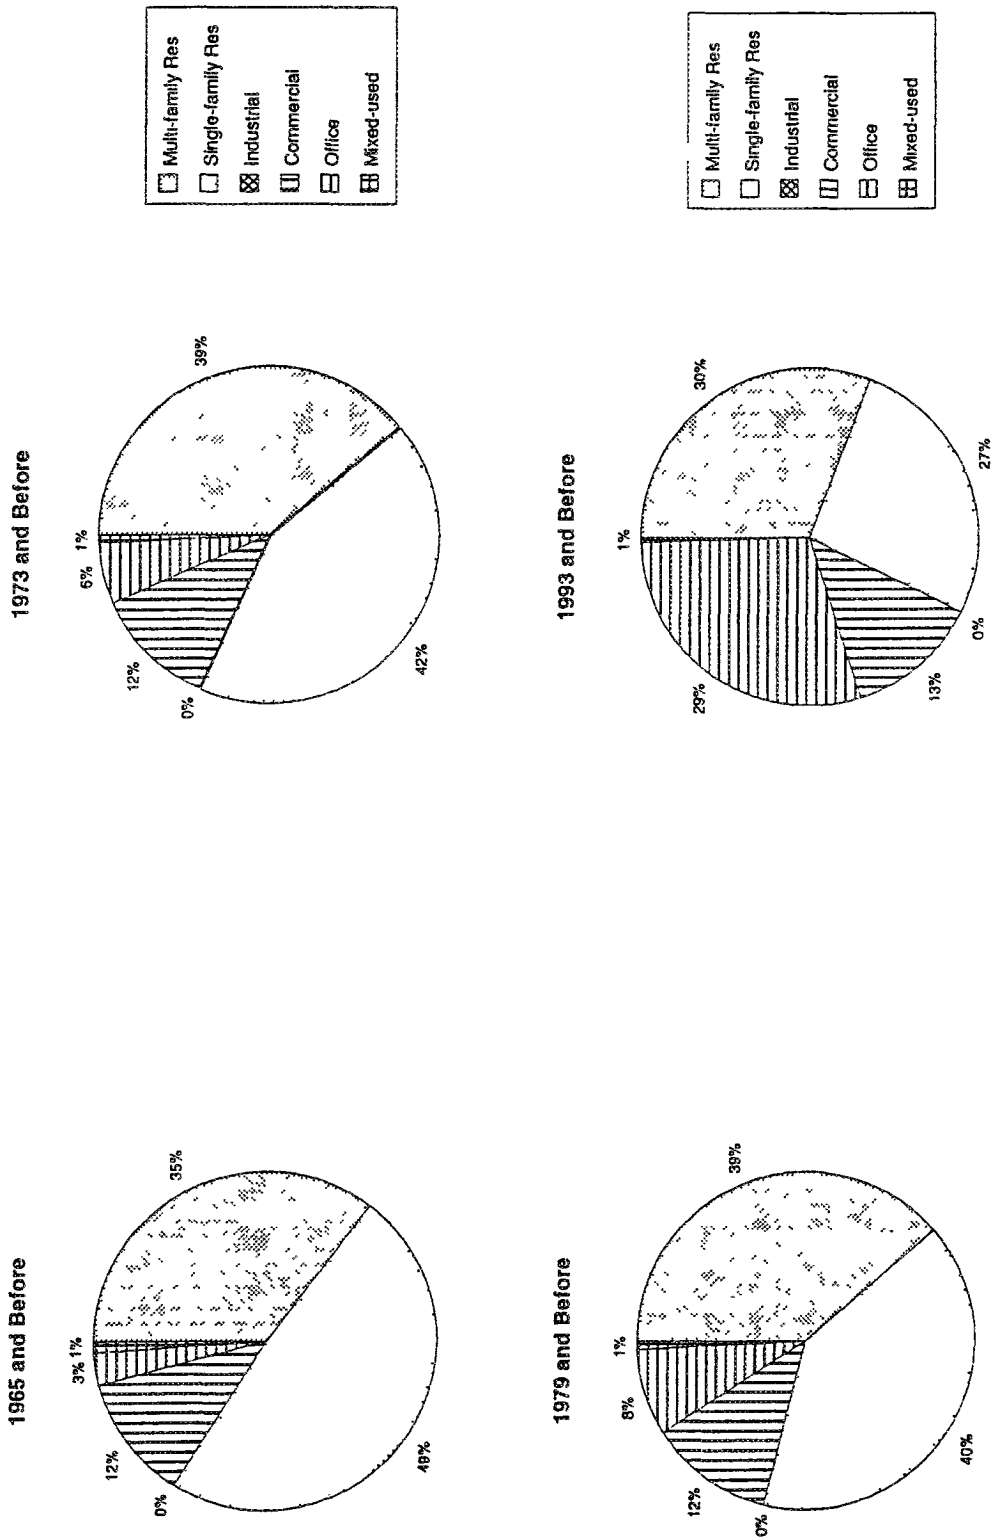 1965 and Before
3% 1%
12%
0%
35%
49%
1973 and Before
6% 1%
12%
0%
39%
42%
Multi-family Res
Single-family Res
Industrial
Commercial
Office
Mixed-used
1979 and Before
1%
8%
12%
0%
39%
40%
1993 and Before
1%
29%
30%
13%
0%
27%
Multi-family Res
Single-family Res
Industrial
Commercial
Office
Mixed-used